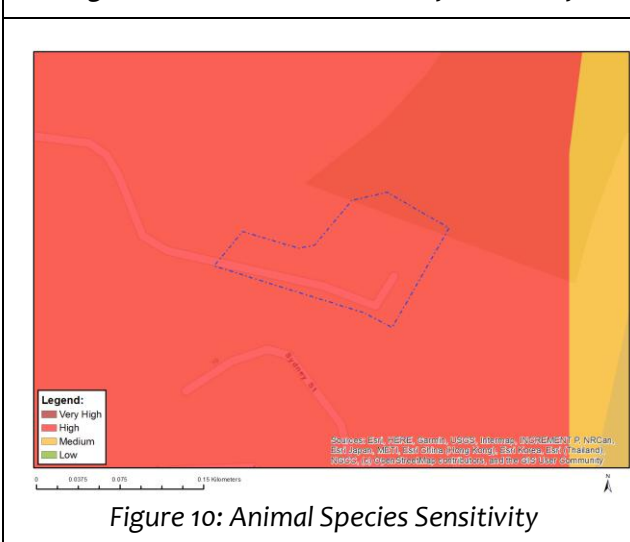 Sydney St
Legend:
Very High
High
Medium
Low
Sources: Esri, HERE, Garmin, USGS, Intermap, INCREMENT P, NRCan,
Esri Japan, METI, Esri China (Hong Kong), Esri Korea, Esri (Thailand),
NGCC, (c) OpenStreetMap contributors, and the GIS User Community
0 0.0375 0.075 0.15 Kilometers
N
Figure 10: Animal Species Sensitivity